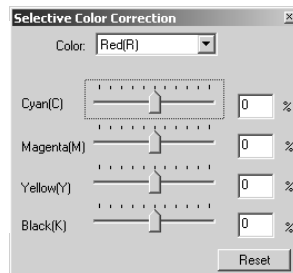 Selective Color Correction
Color: Red(R)
Cyan(C) 0 %
Magenta(M) 0 %
Yellow(Y) 0 %
Black(K) 0 %
Reset